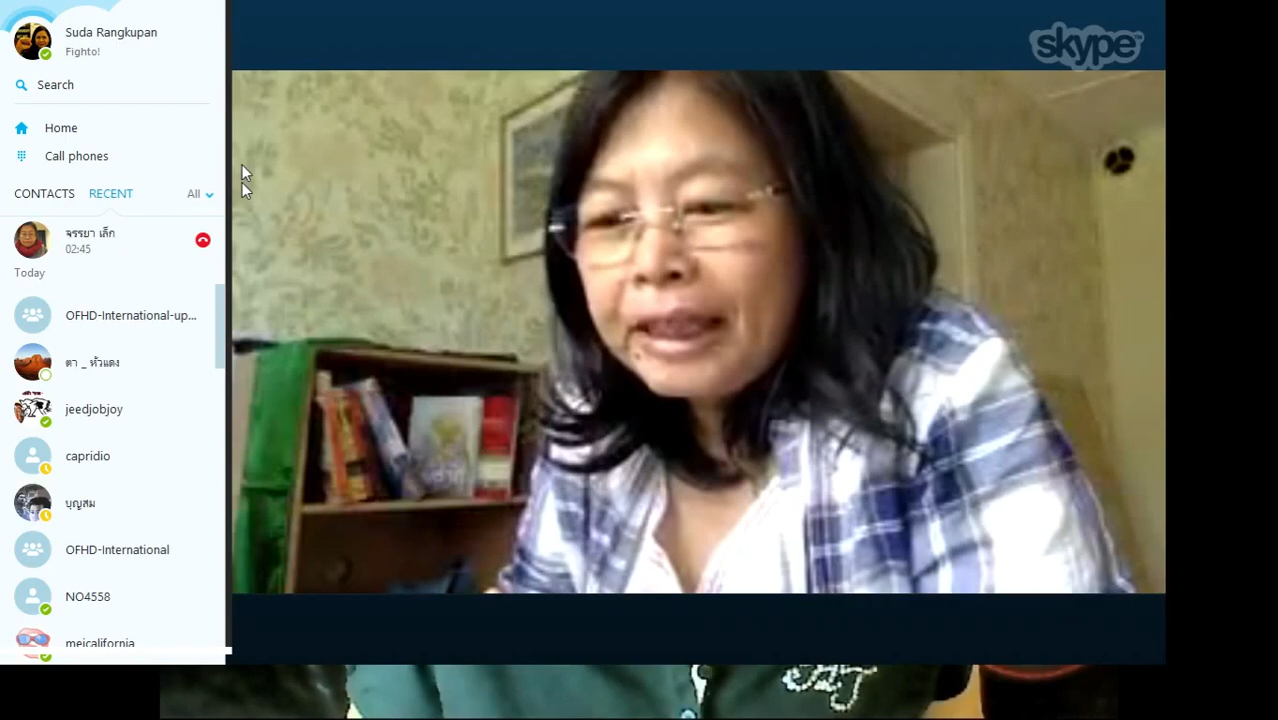 Suda Rangkupan
Fighto!
Search
Home
Call phones
CONTACTS RECENT All
จรรยา เล็ก
02:45
Today
OFHD-International-up...
ตา _ หัวแดง
jeedjobjoy
capridio
บุญสม
OFHD-International
NO4558
meicalifornia
skype™